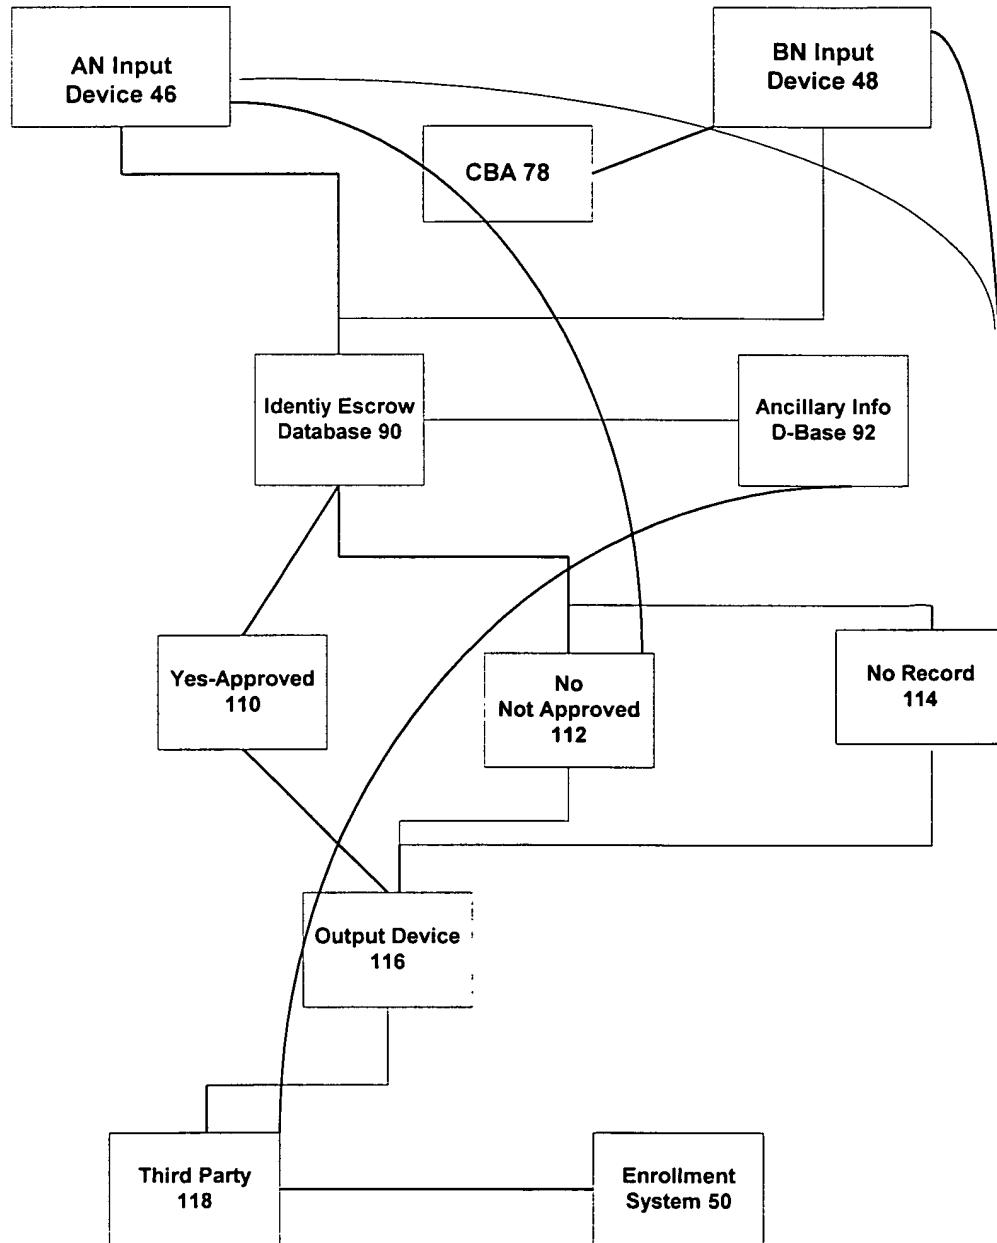 AN Input
Device 46
BN Input
Device 48
CBA 78
Identiy Escrow
Database 90
Ancillary Info
D-Base 92
Yes-Approved
110
No
Not Approved
112
No Record
114
Output Device
116
Third Party
118
Enrollment
System 50